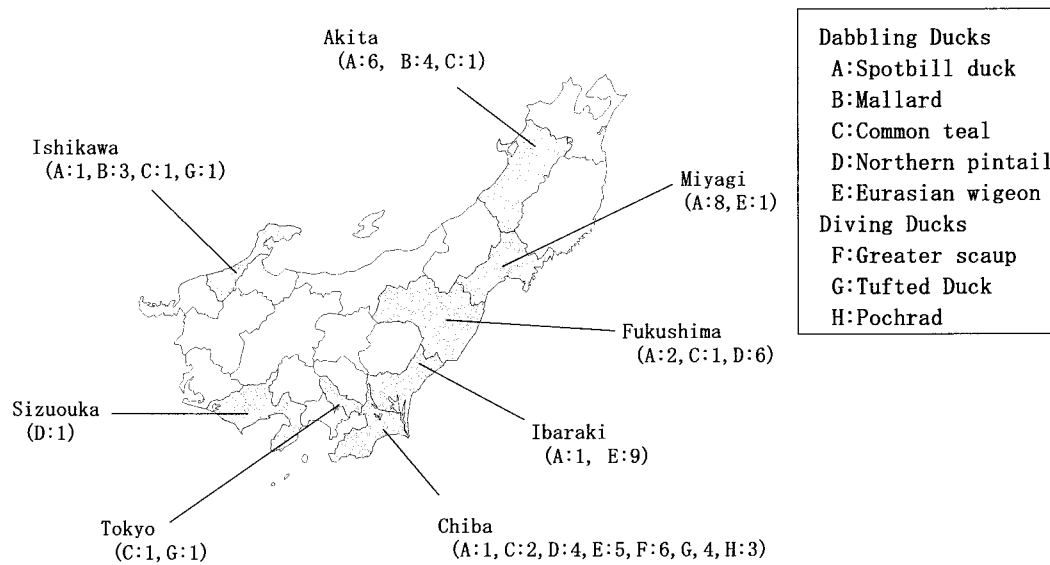 Akita
(A:6, B:4,C:1)
Ishikawa
(A:1,B:3,C:1,G:1)
Miyagi
(A:8,E:1)
Fukushima
(A:2,C:1,D:6)
Sizuouka
(D:1)
Ibaraki
(A:1, E:9)
Tokyo
(C:1,G:1)
Chiba
(A:1,C:2,D:4,E:5,F:6,G,4,H:3)
Dabbling Ducks
A:Spotbill duck
B:Mallard
C:Common teal
D:Northern pintail
E:Eurasian wigeon
Diving Ducks
F:Greater scaup
G:Tufted Duck
H:Pochrad